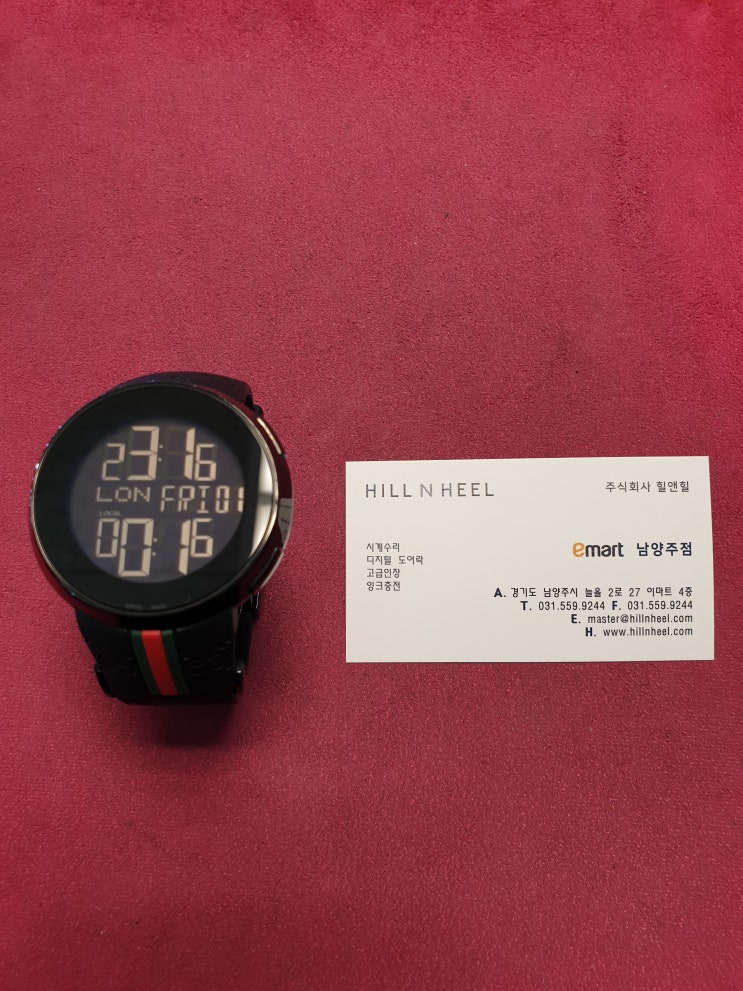 23:16
LON FRI 01
LOCAL
00:16
HILL N HEEL
주식회사 힐앤힐
시계수리
디지털 도어락
고급인장
잉크충전
emart 남양주점
A. 경기도 남양주시 늘을 2로 27 이마트 4층
T. 031.559.9244 F. 031.559.9244
E. master@hillnheel.com
H. www.hillnheel.com